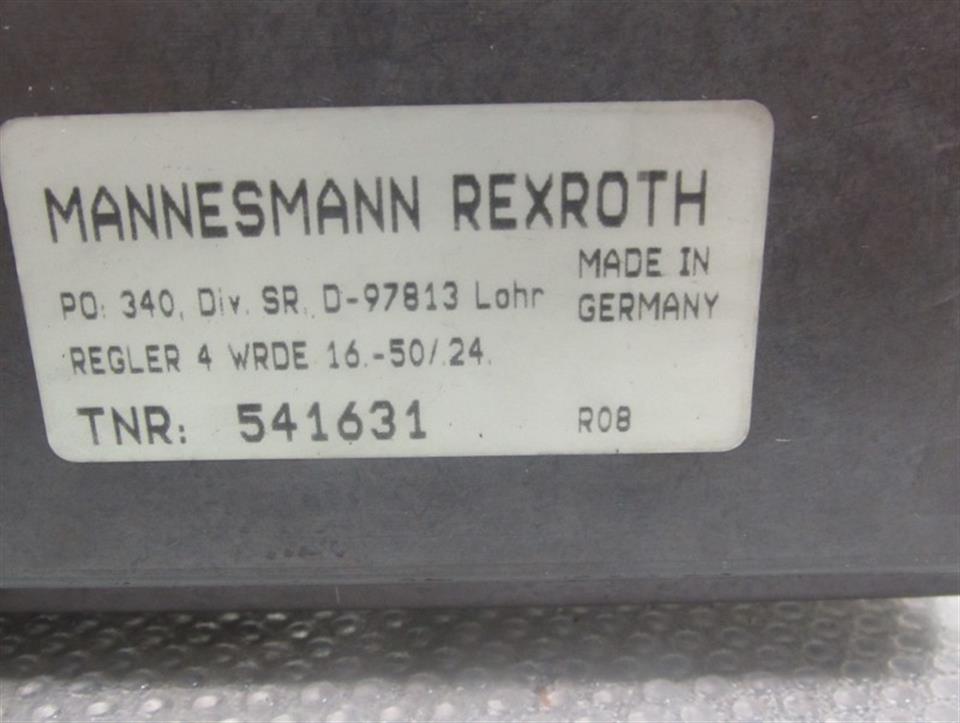 MANNESMANN REXROTH
PO: 340, Div. SR, D-97813 Lohr
MADE IN
GERMANY
REGLER 4 WRDE 16.-50/.24.
TNR: 541631
R08